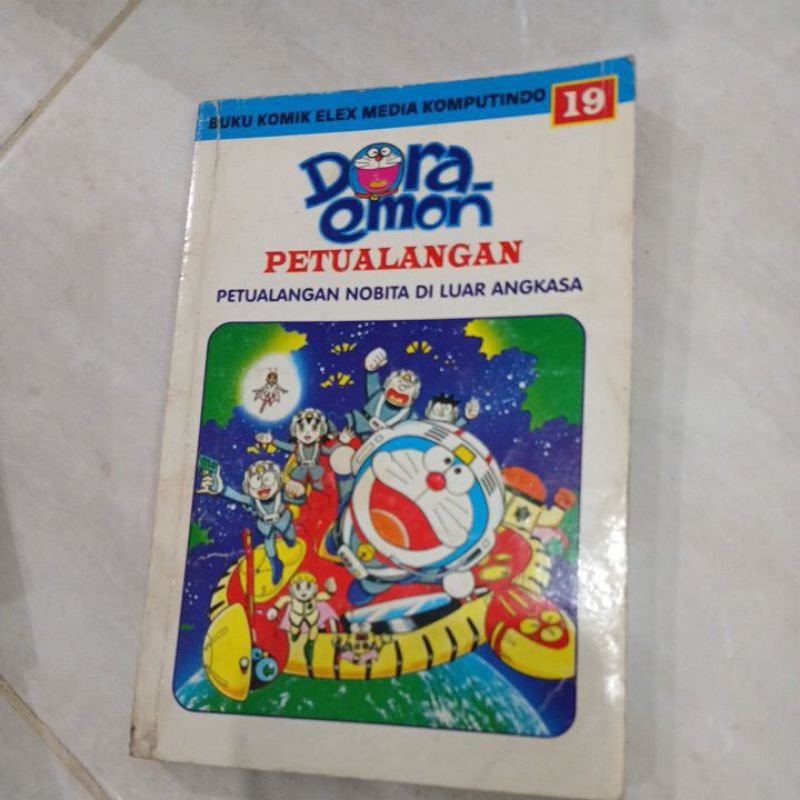 BUKU KOMIK ELEX MEDIA KOMPUTINDO 19
Dora
emon
PETUALANGAN
PETUALANGAN NOBITA DI LUAR ANGKASA